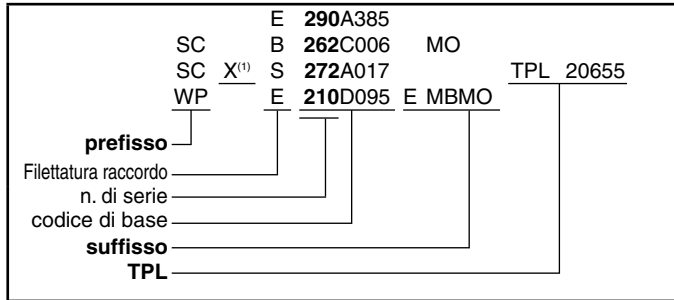 E 290A385
SC B 262C006 MO
SC X(1) S 272A017 TPL 20655
WP E 210D095 E MBMO
prefisso
Filettatura raccordo
n. di serie
codice di base
suffisso
TPL